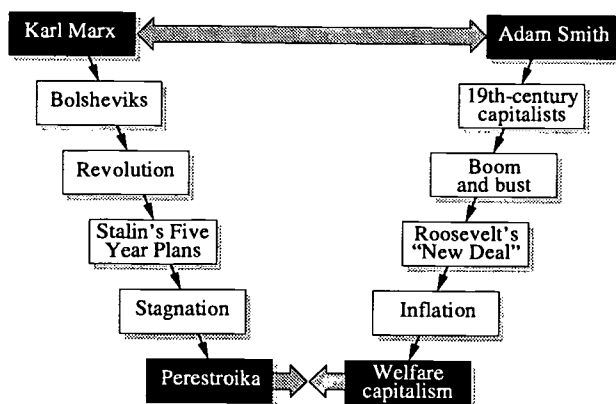 Karl Marx
Adam Smith
Bolsheviks
19th-century
capitalists
Revolution
Boom
and bust
Stalin's Five
Year Plans
Roosevelt's
“New Deal”
Stagnation
Inflation
Perestroika
Welfare
capitalism